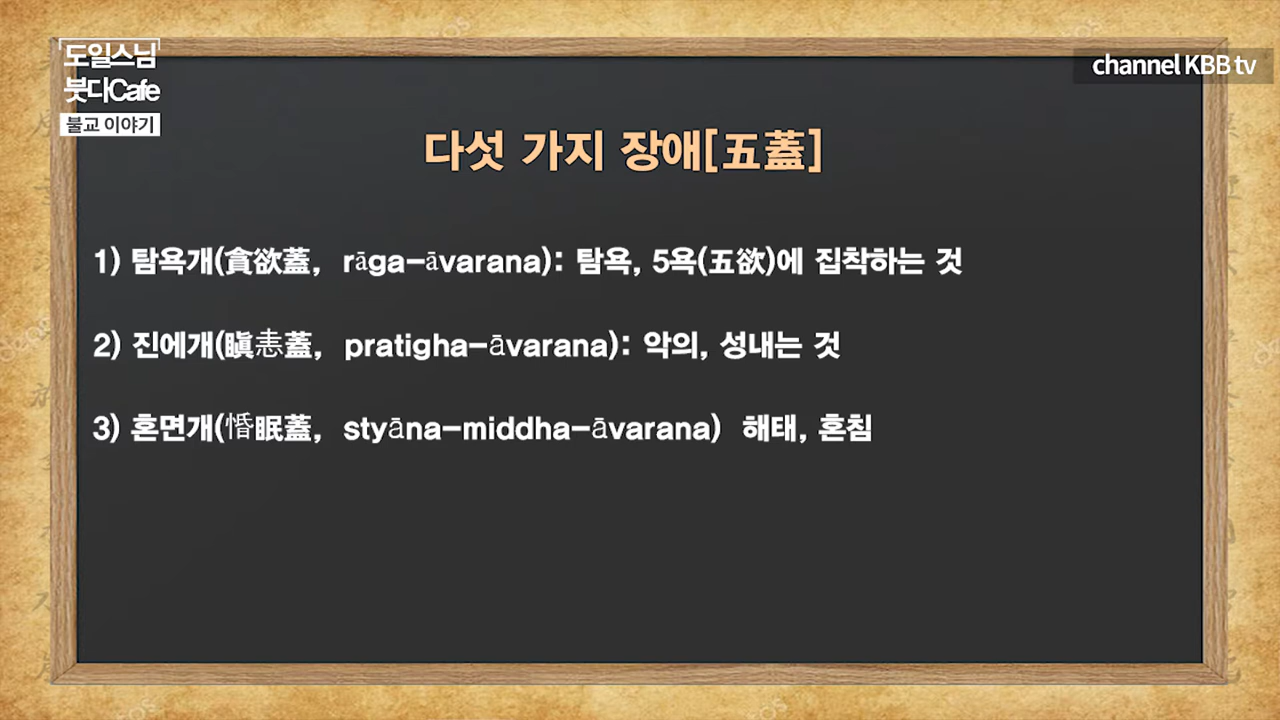 도일스님
붓다Cafe
불교 이야기
channel KBB tv
다섯 가지 장애[五蓋]
1) 탐욕개(貪欲蓋, rāga-āvarana): 탐욕, 5욕(五欲)에 집착하는 것
2) 진에개(瞋恚蓋, pratigha-āvarana): 악의, 성내는 것
3) 혼면개(惛眠蓋, styāna-middha-āvarana) 해태, 혼침